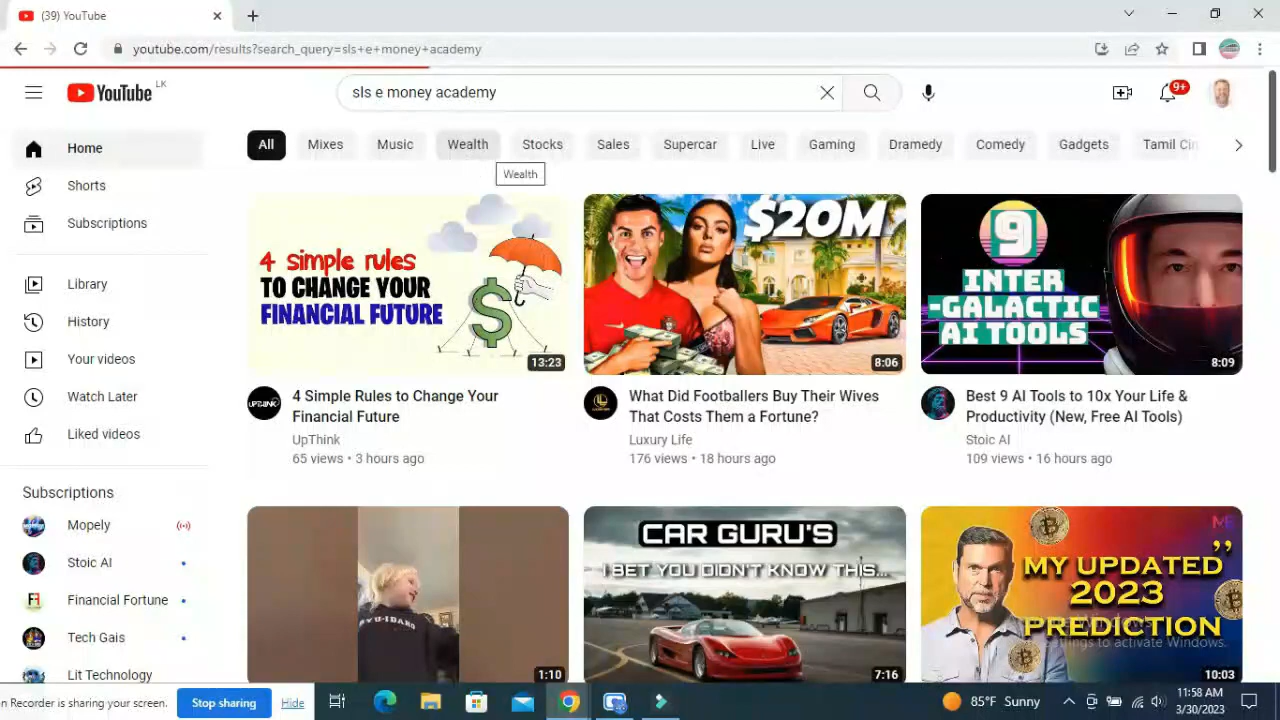 (39) YouTube
youtube.com/results?search_query=sls+e+money+academy
YouTube LK
sls e money academy
9+
Home
Shorts
Subscriptions
Library
History
Your videos
Watch Later
Liked videos
Subscriptions
Mopely
Stoic AI
Financial Fortune
Tech Gais
Lit Technology
All Mixes Music Wealth Stocks Sales Supercar Live Gaming Dramedy Comedy Gadgets
Wealth
4 simple rules
TO CHANGE YOUR
FINANCIAL FUTURE
$
13:23
UPTHINK
4 Simple Rules to Change Your
Financial Future
UpThink
65 views • 3 hours ago
$20M
8:06
What Did Footballers Buy Their Wives
That Costs Them a Fortune?
Luxury Life
176 views • 18 hours ago
9
INTER
-GALACTIC
AI TOOLS
8:09
Best 9 AI Tools to 10x Your Life &
Productivity (New, Free AI Tools)
Stoic AI
109 views • 16 hours ago
BYU-IDAHO
1:10
CAR GURU'S
I BET YOU DIDN'T KNOW THIS...
7:16
ME
MY UPDATED ”
2023
PREDICTION
10:03
Settings to activate Windows.
n Recorder is sharing your screen.
Stop sharing
Hide
85°F Sunny
11:58 AM
3/30/2023